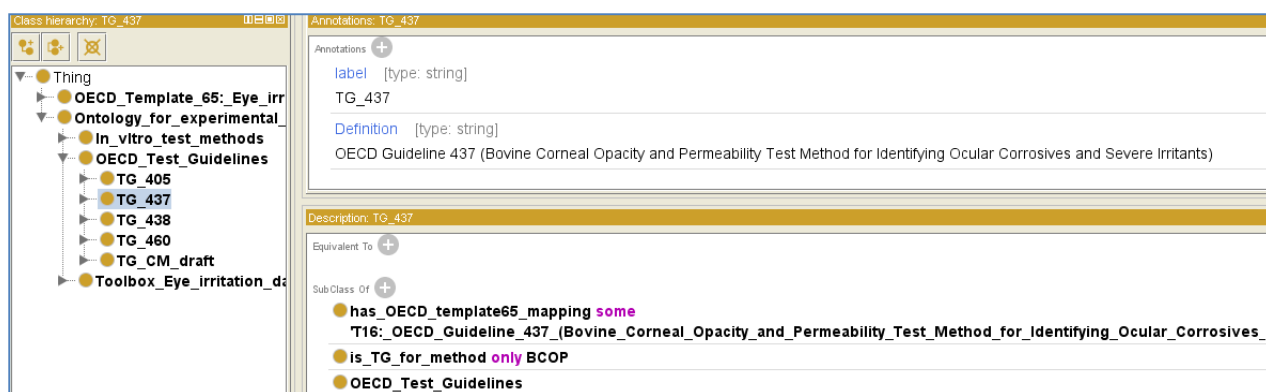 Class hierarchy: TG_437
Thing
OECD_Template_65:_Eye_irr
Ontology_for_experimental_
In_vitro_test_methods
OECD_Test_Guidelines
TG_405
TG_437
TG_438
TG_460
TG_CM_draft
Toolbox_Eye_irritation_da
Annotations: TG_437
Annotations
label [type: string]
TG_437
Definition [type: string]
OECD Guideline 437 (Bovine Corneal Opacity and Permeability Test Method for Identifying Ocular Corrosives and Severe Irritants)
Description: TG_437
Equivalent To
SubClass Of
has_OECD_template65_mapping some
'T16:_OECD_Guideline_437_(Bovine_Corneal_Opacity_and_Permeability_Test_Method_for_Identifying_Ocular_Corrosives_
is_TG_for_method only BCOP
OECD_Test_Guidelines